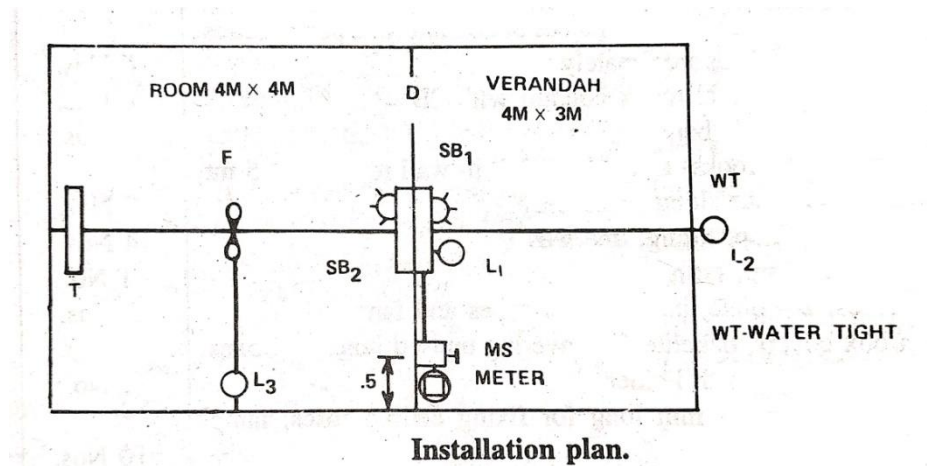 ROOM 4M × 4M
D
VERANDAH
4M × 3M
F
SB1
WT
T
SB2
L1
L2
WT-WATER TIGHT
L3
.5
MS
METER
Installation plan.